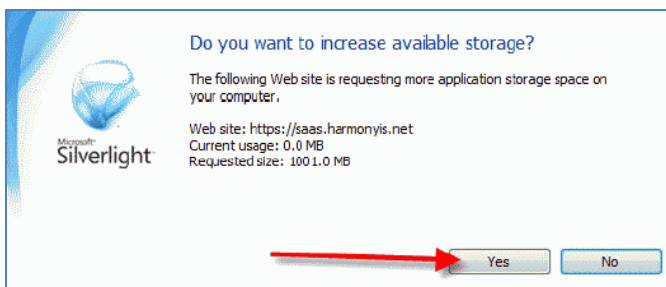 Do you want to increase available storage?
The following Web site is requesting more application storage space on
your computer.
Web site: https://saas.harmonyis.net
Current usage: 0.0 MB
Requested size: 1001.0 MB
Microsoft®
Silverlight™
Yes
No